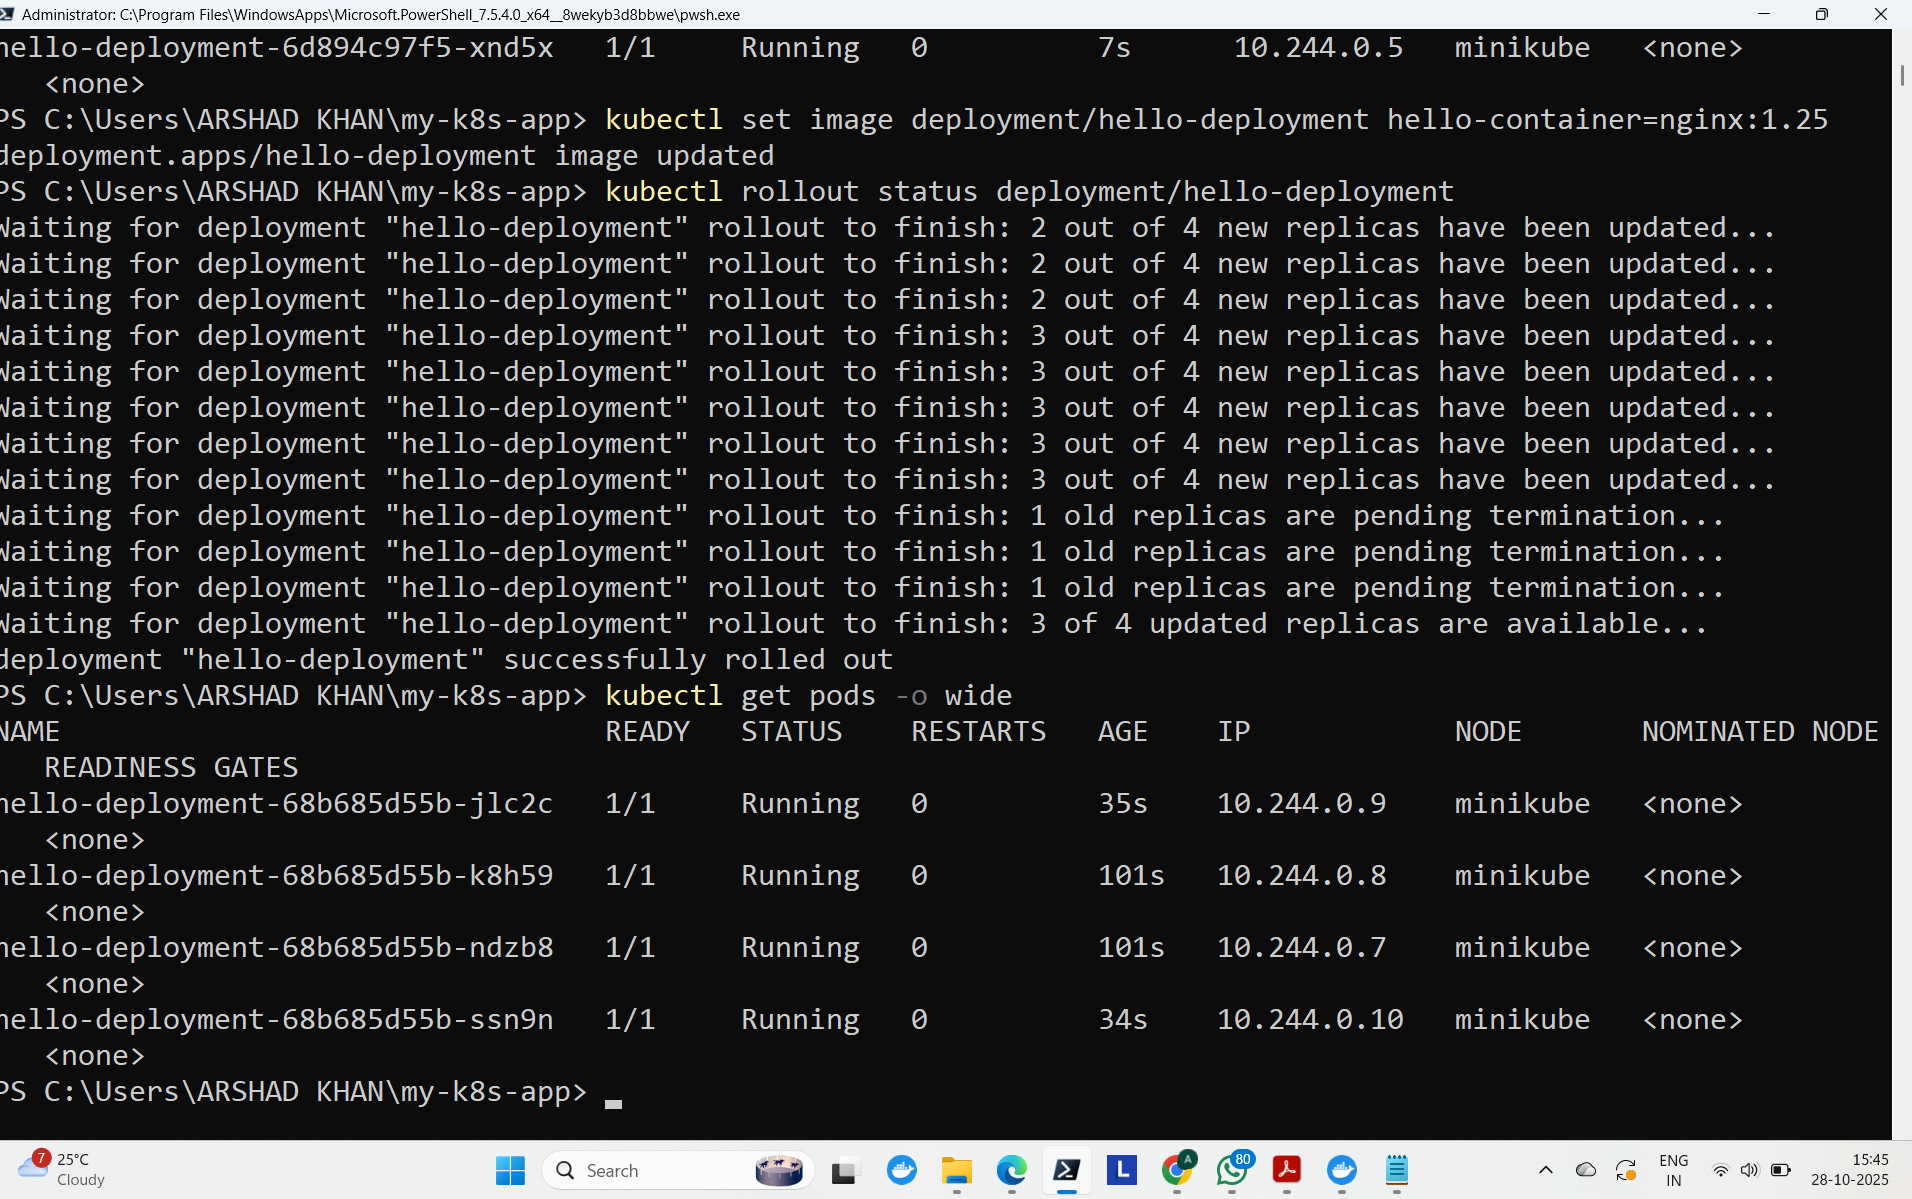 Administrator: C:\Program Files\WindowsApps\Microsoft.PowerShell_7.5.4.0_x64__8wekyb3d8bbwe\pwsh.exe
hello-deployment-6d894c97f5-xnd5x   1/1     Running   0          7s      10.244.0.5   minikube   <none>
<none>
PS C:\Users\ARSHAD KHAN\my-k8s-app> kubectl set image deployment/hello-deployment hello-container=nginx:1.25
deployment.apps/hello-deployment image updated
PS C:\Users\ARSHAD KHAN\my-k8s-app> kubectl rollout status deployment/hello-deployment
Waiting for deployment "hello-deployment" rollout to finish: 2 out of 4 new replicas have been updated...
Waiting for deployment "hello-deployment" rollout to finish: 2 out of 4 new replicas have been updated...
Waiting for deployment "hello-deployment" rollout to finish: 2 out of 4 new replicas have been updated...
Waiting for deployment "hello-deployment" rollout to finish: 3 out of 4 new replicas have been updated...
Waiting for deployment "hello-deployment" rollout to finish: 3 out of 4 new replicas have been updated...
Waiting for deployment "hello-deployment" rollout to finish: 3 out of 4 new replicas have been updated...
Waiting for deployment "hello-deployment" rollout to finish: 3 out of 4 new replicas have been updated...
Waiting for deployment "hello-deployment" rollout to finish: 3 out of 4 new replicas have been updated...
Waiting for deployment "hello-deployment" rollout to finish: 1 old replicas are pending termination...
Waiting for deployment "hello-deployment" rollout to finish: 1 old replicas are pending termination...
Waiting for deployment "hello-deployment" rollout to finish: 1 old replicas are pending termination...
Waiting for deployment "hello-deployment" rollout to finish: 3 of 4 updated replicas are available...
deployment "hello-deployment" successfully rolled out
PS C:\Users\ARSHAD KHAN\my-k8s-app> kubectl get pods -o wide
NAME                                READY   STATUS    RESTARTS   AGE    IP            NODE       NOMINATED NODE
READINESS GATES
hello-deployment-68b685d55b-jlc2c   1/1     Running   0          35s    10.244.0.9    minikube   <none>
<none>
hello-deployment-68b685d55b-k8h59   1/1     Running   0          101s   10.244.0.8    minikube   <none>
<none>
hello-deployment-68b685d55b-ndzb8   1/1     Running   0          101s   10.244.0.7    minikube   <none>
<none>
hello-deployment-68b685d55b-ssn9n   1/1     Running   0          34s    10.244.0.10   minikube   <none>
<none>
PS C:\Users\ARSHAD KHAN\my-k8s-app>
7
25°C
Cloudy
Search
L
A
80
ENG
IN
15:45
28-10-2025